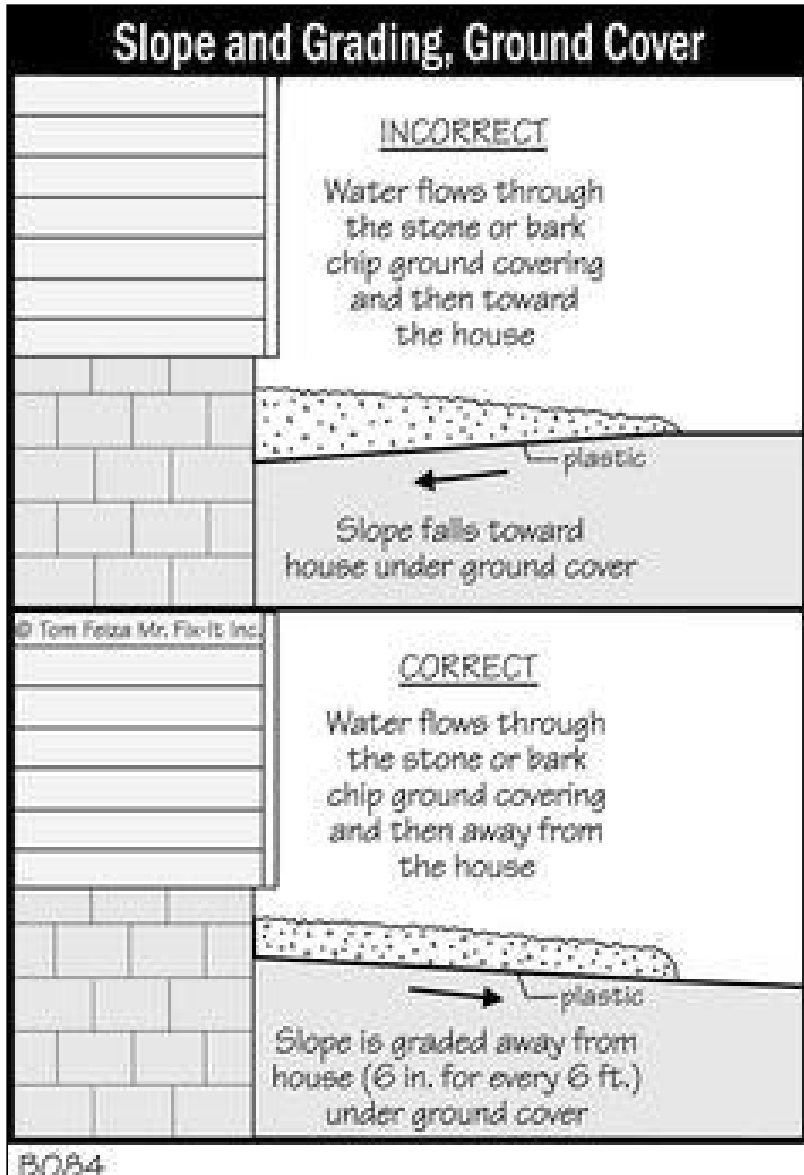 Slope and Grading, Ground Cover
INCORRECT
Water flows through
the stone or bark
chip ground covering
and then toward
the house
plastic
Slope falls toward
house under ground cover
© Tom Feiza Mr. Fix-It Inc.
CORRECT
Water flows through
the stone or bark
chip ground covering
and then away from
the house
plastic
Slope is graded away from
house (6 in. for every 6 ft.)
under ground cover
B084